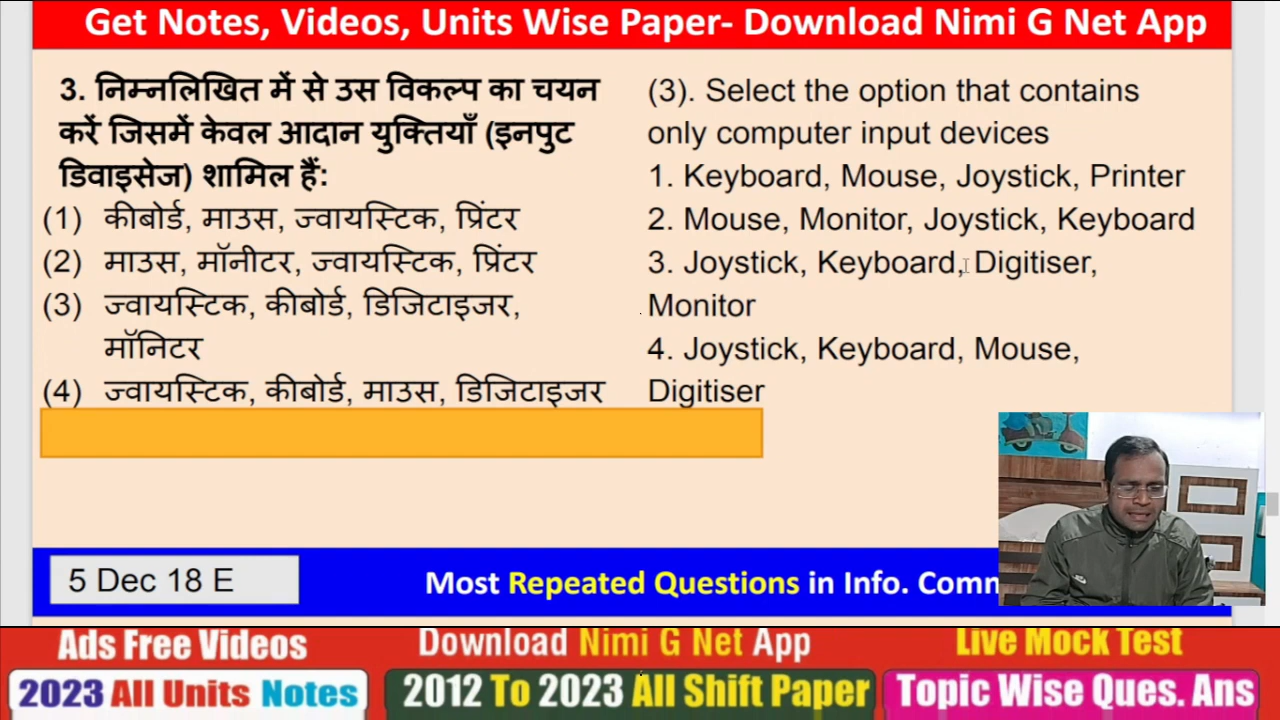 Get Notes, Videos, Units Wise Paper- Download Nimi G Net App
3. निम्नलिखित में से उस विकल्प का चयन
करें जिसमें केवल आदान युक्तियाँ (इनपुट
डिवाइसेज) शामिल हैं:
(1) कीबोर्ड, माउस, ज्वायस्टिक, प्रिंटर
(2) माउस, मॉनीटर, ज्वायस्टिक, प्रिंटर
(3) ज्वायस्टिक, कीबोर्ड, डिजिटाइजर,
मॉनिटर
(4) ज्वायस्टिक, कीबोर्ड, माउस, डिजिटाइजर
(3). Select the option that contains
only computer input devices
1. Keyboard, Mouse, Joystick, Printer
2. Mouse, Monitor, Joystick, Keyboard
3. Joystick, Keyboard, Digitiser,
Monitor
4. Joystick, Keyboard, Mouse,
Digitiser
5 Dec 18 E
Most Repeated Questions in Info. Comm
Ads Free Videos
Download Nimi G Net App
Live Mock Test
2023 All Units Notes
2012 To 2023 All Shift Paper
Topic Wise Ques. Ans